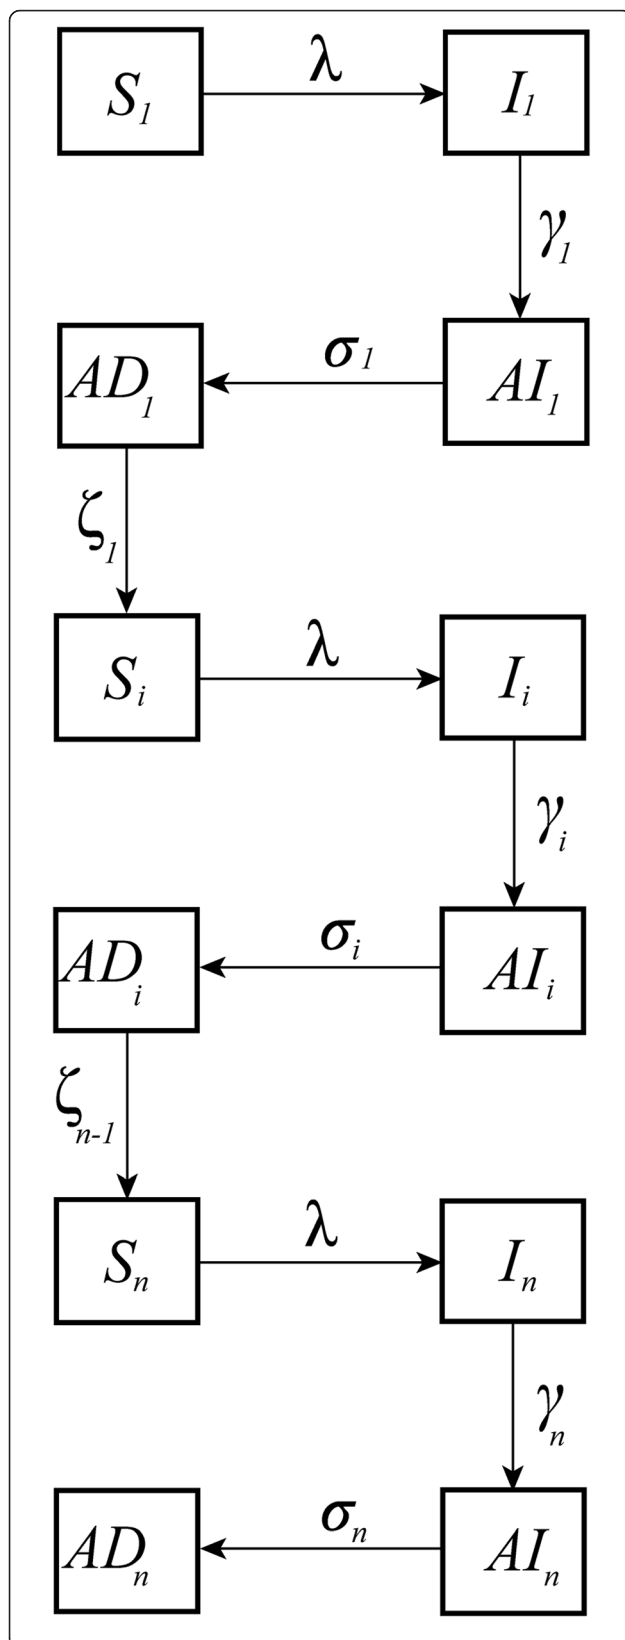 S₁ λ I₁
γ₁
AD₁ σ₁ AI₁
ζ₁
Sᵢ λ Iᵢ
γᵢ
ADᵢ σᵢ AIᵢ
ζₙ₋₁
Sₙ λ Iₙ
γₙ
ADₙ σₙ AIₙ